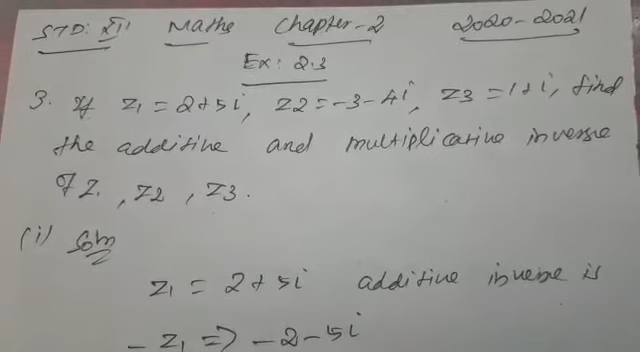 STD: XII Maths Chapter-2 2020-2021
Ex: 2.3
3. If z1 = 2+5i, z2 = -3-4i, z3 = 1+i, find
the additive and multiplicative inverse
of z1, z2, z3.
(i) Soln
z1 = 2+5i additive inverse is
-z1 => -2-5i